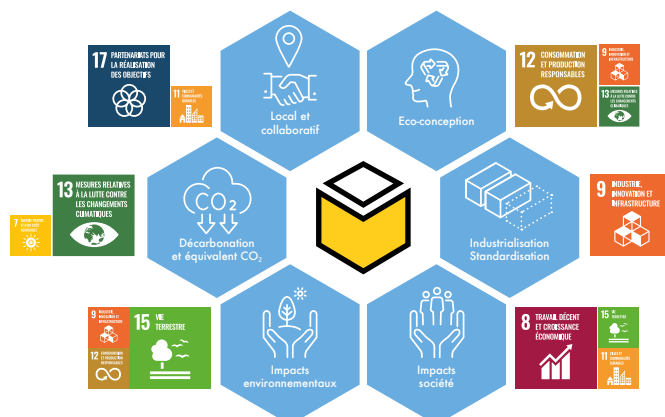 17 PARTENARIATS POUR
LA RÉALISATION
DES OBJECTIFS
11
Local et
collaboratif
Eco-conception
12 CONSOMMATION
ET PRODUCTION
RESPONSABLES
9 INDUSTRIE,
INNOVATION ET
INFRASTRUCTURE
13 MESURES RELATIVES
À LA LUTTE CONTRE
LES CHANGEMENTS
CLIMATIQUES
7
13 MESURES RELATIVES
À LA LUTTE CONTRE
LES CHANGEMENTS
CLIMATIQUES
CO2
Décarbonation
et équivalent CO₂
Industrialisation
Standardisation
9 INDUSTRIE,
INNOVATION ET
INFRASTRUCTURE
9 INDUSTRIE,
INNOVATION ET
INFRASTRUCTURE
12 CONSOMMATION
ET PRODUCTION
RESPONSABLES
15 VIE
TERRESTRE
Impacts
environnementaux
Impacts
société
8 TRAVAIL DÉCENT
ET CROISSANCE
ÉCONOMIQUE
15 VIE
TERRESTRE
11